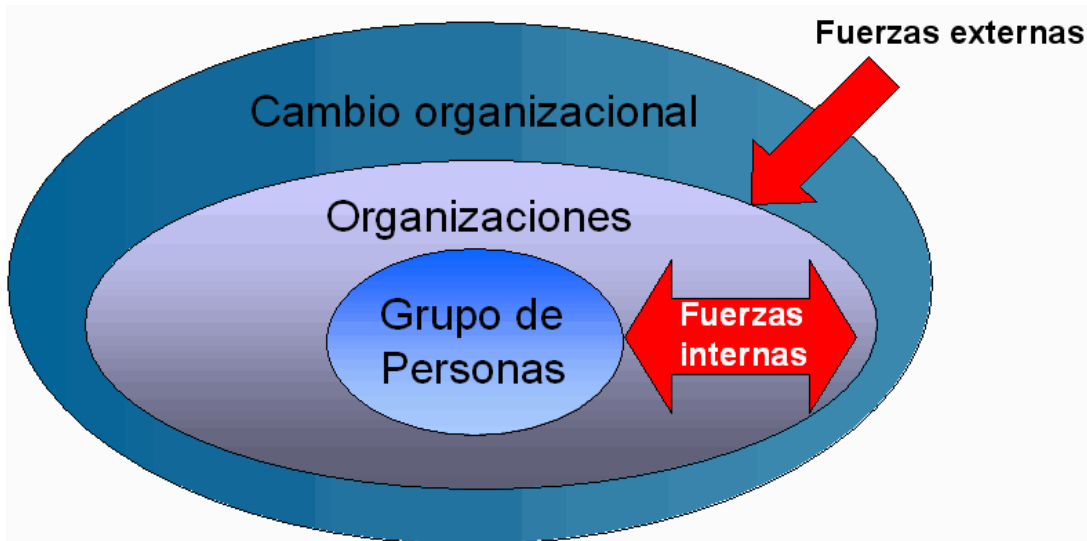 Fuerzas externas
Cambio organizacional
Organizaciones
Grupo de
Personas
Fuerzas
internas